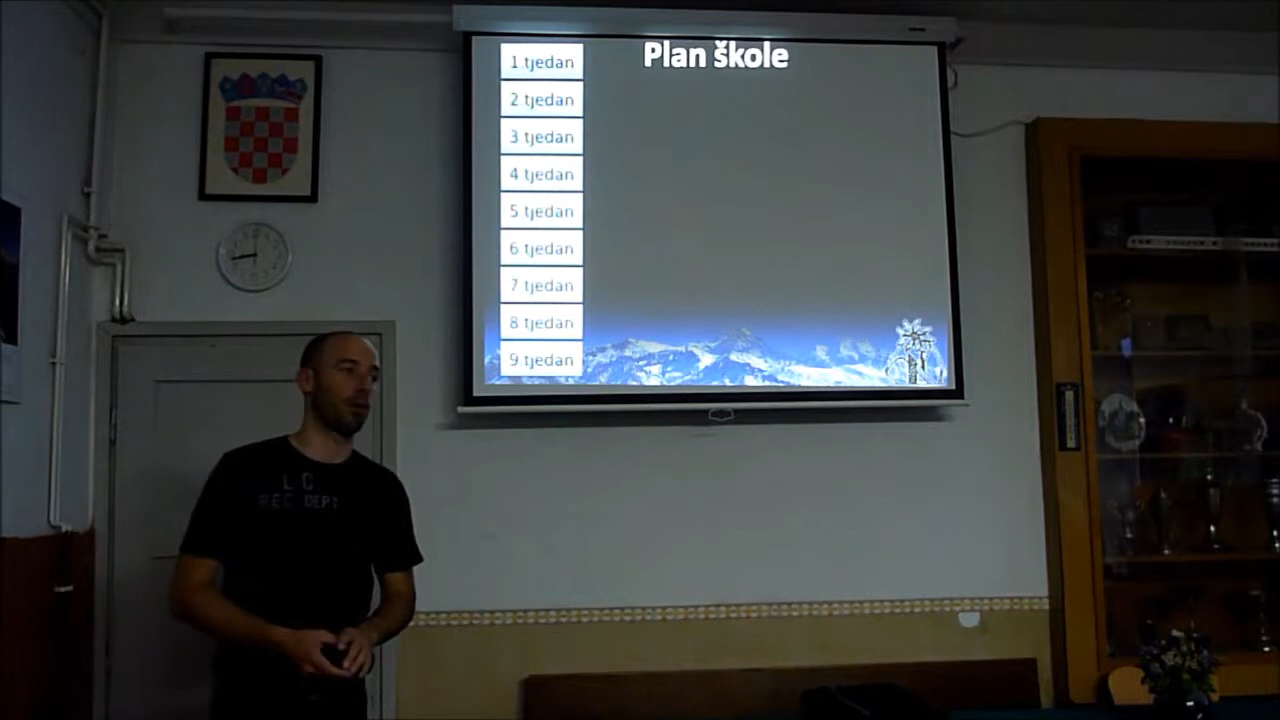 Plan škole
1.tjedan
2.tjedan
3 tjedan
4 tjedan
5 tjedan
6 tjedan
7 tjedan
8 tjedan
9.tjedan
L.C.
REC DEPT